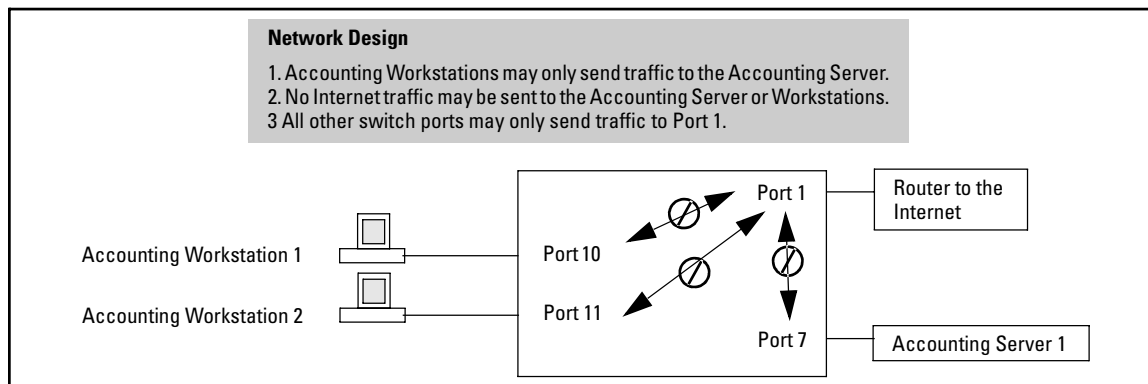 Network Design
1. Accounting Workstations may only send traffic to the Accounting Server.
2. No Internet traffic may be sent to the Accounting Server or Workstations.
3 All other switch ports may only send traffic to Port 1.
Port 1
Router to the
Internet
Accounting Workstation 1
Port 10
Accounting Workstation 2
Port 11
Port 7
Accounting Server 1